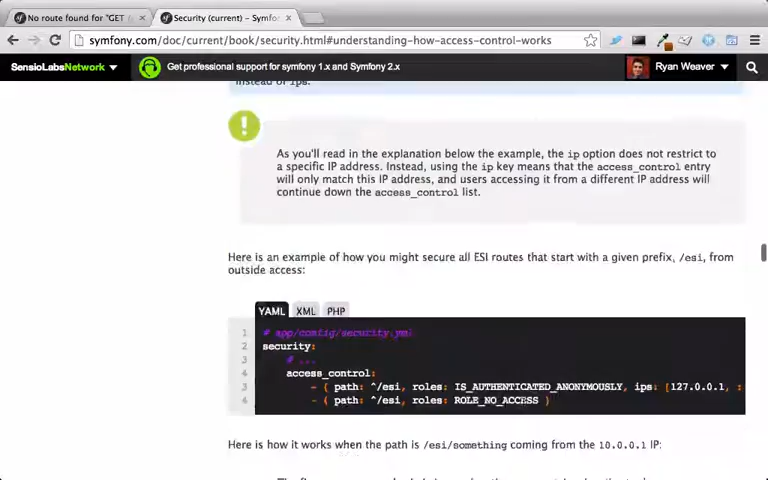 No route found for "GET
Security (current) – Symfon
symfony.com/doc/current/book/security.html#understanding-how-access-control-works
SensioLabsNetwork
Get professional support for symfony 1.x and Symfony 2.x
Ryan Weaver
instead of ips.
As you'll read in the explanation below the example, the ip option does not restrict to
a specific IP address. Instead, using the ip key means that the access_control entry
will only match this IP address, and users accessing it from a different IP address will
continue down the access_control list.
Here is an example of how you might secure all ESI routes that start with a given prefix, /esi, from
outside access:
YAML XML PHP
1 # app/config/security.yml
2 security:
3 # ...
4 access_control:
3 - { path: ^/esi, roles: IS_AUTHENTICATED_ANONYMOUSLY, ips: [127.0.0.1, :
4 - { path: ^/esi, roles: ROLE_NO_ACCESS }
Here is how it works when the path is /esi/something coming from the 10.0.0.1 IP: